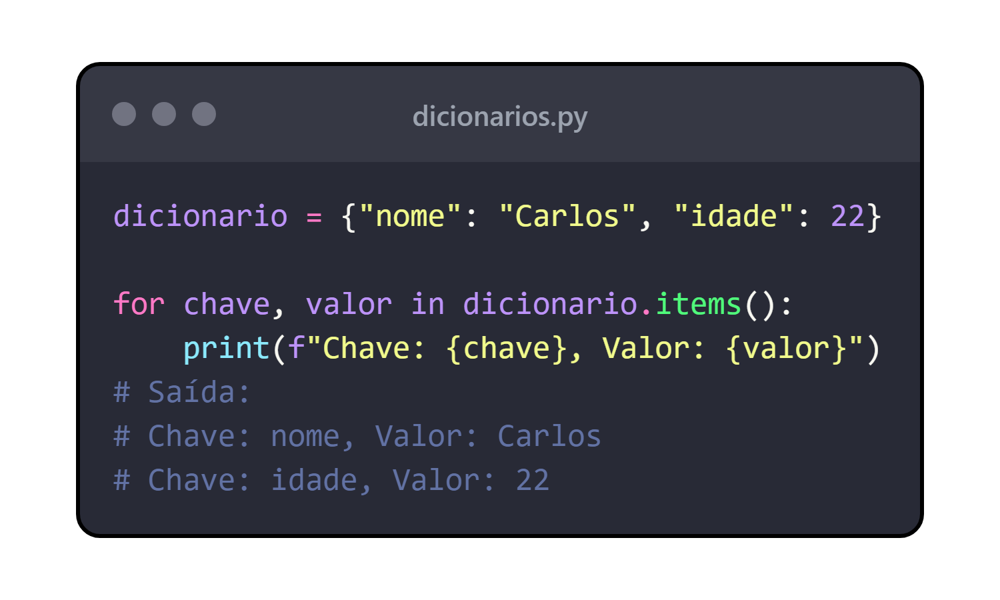 dicionarios.py
dicionario = {"nome": "Carlos", "idade": 22}
for chave, valor in dicionario.items():
    print(f"Chave: {chave}, Valor: {valor}")
# Saída:
# Chave: nome, Valor: Carlos
# Chave: idade, Valor: 22